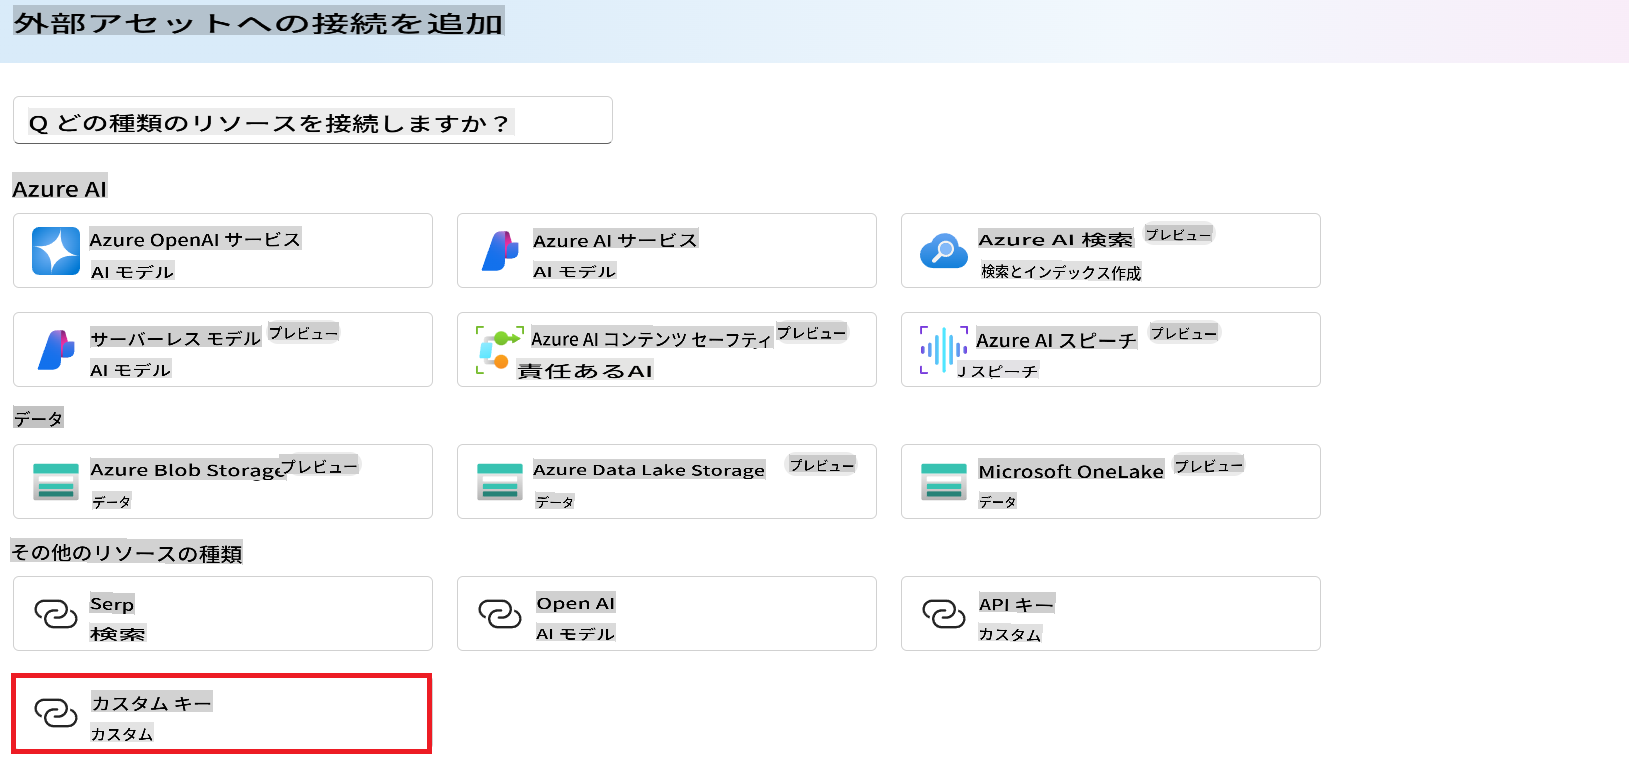 外部アセットへの接続を追加
Q どの種類のリソースを接続しますか？
Azure AI
Azure OpenAI サービス
AI モデル
Azure AI サービス
AI モデル
Azure AI 検索 プレビュー
検索とインデックス作成
サーバーレス モデル プレビュー
AI モデル
Azure AI コンテンツ セーフティ プレビュー
責任あるAI
Azure AI スピーチ プレビュー
J スピーチ
データ
Azure Blob Storage プレビュー
データ
Azure Data Lake Storage プレビュー
データ
Microsoft OneLake プレビュー
データ
その他のリソースの種類
Serp
検索
Open AI
AI モデル
API キー
カスタム
カスタム キー
カスタム